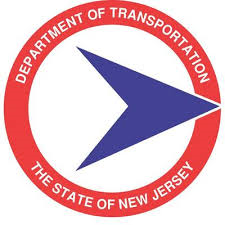 DEPARTMENT OF TRANSPORTATION
THE STATE OF NEW JERSEY